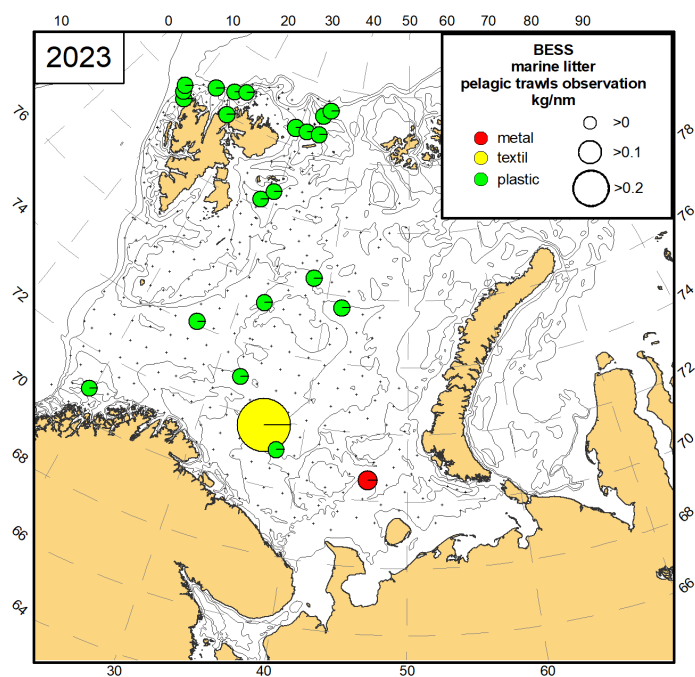 10 0 10 20 30 40 50 60 70 80 90
2023
BESS
marine litter
pelagic trawls observation
kg/nm
metal
textil
plastic
>0
>0.1
>0.2
76
74
72
70
68
66
64
78
76
74
72
70
68
66
30 40 50 60